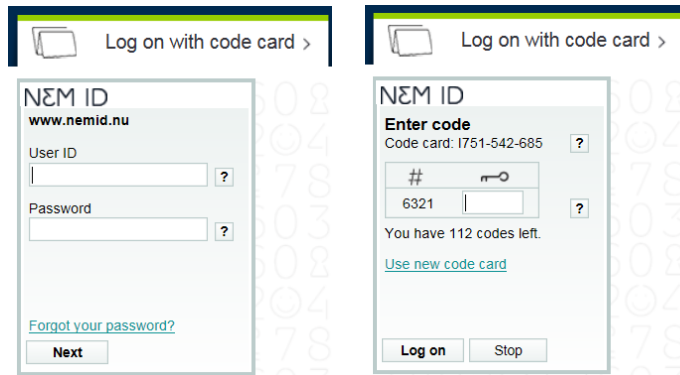 Log on with code card >
NEM ID
www.nemid.nu
User ID
?
Password
?
Forgot your password?
Next
Log on with code card >
NEM ID
Enter code
Code card: I751-542-685 ?
#
6321 ?
You have 112 codes left.
Use new code card
Log on Stop